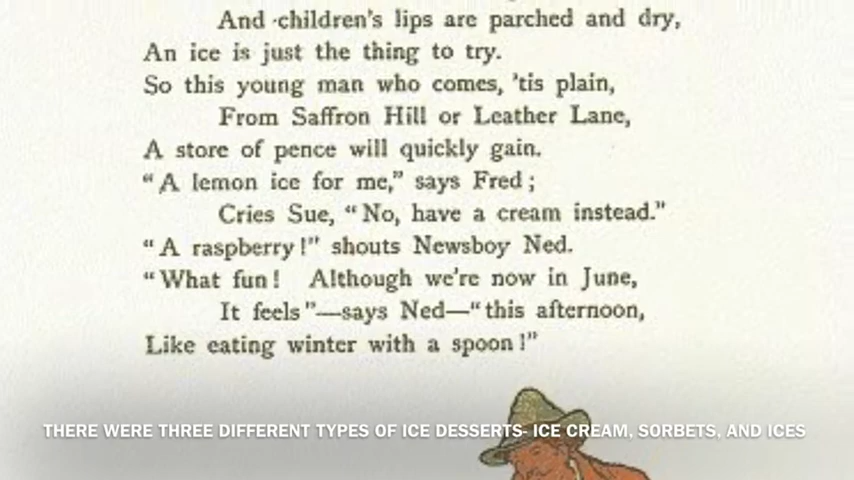 And children's lips are parched and dry,
An ice is just the thing to try.
So this young man who comes, 'tis plain,
From Saffron Hill or Leather Lane,
A store of pence will quickly gain.
“A lemon ice for me,” says Fred;
Cries Sue, “No, have a cream instead.”
“A raspberry!” shouts Newsboy Ned.
“What fun! Although we're now in June,
It feels”—says Ned—“this afternoon,
Like eating winter with a spoon!”
THERE WERE THREE DIFFERENT TYPES OF ICE DESSERTS- ICE CREAM, SORBETS, AND ICES